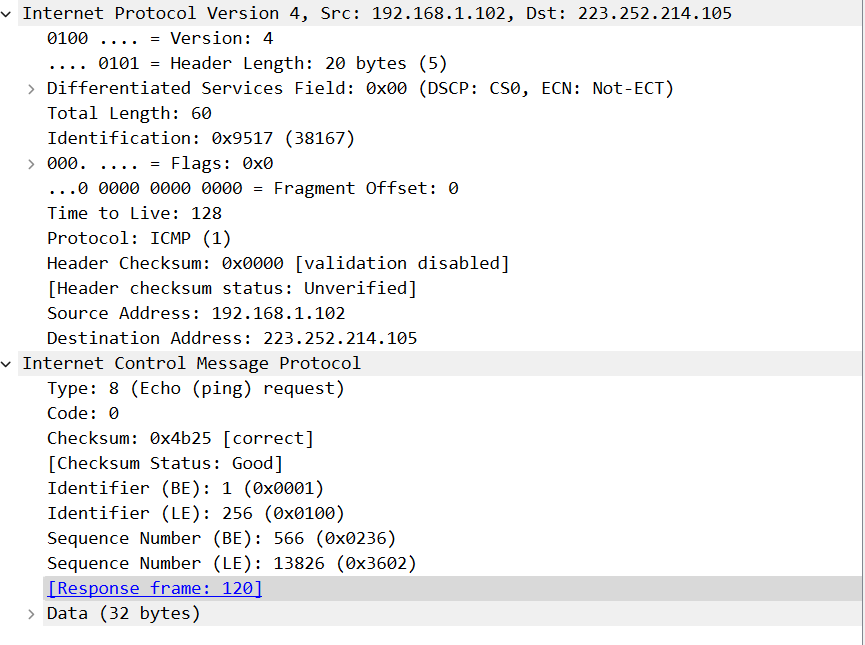 Internet Protocol Version 4, Src: 192.168.1.102, Dst: 223.252.214.105
0100 .... = Version: 4
.... 0101 = Header Length: 20 bytes (5)
Differentiated Services Field: 0x00 (DSCP: CS0, ECN: Not-ECT)
Total Length: 60
Identification: 0x9517 (38167)
000. .... = Flags: 0x0
...0 0000 0000 0000 = Fragment Offset: 0
Time to Live: 128
Protocol: ICMP (1)
Header Checksum: 0x0000 [validation disabled]
[Header checksum status: Unverified]
Source Address: 192.168.1.102
Destination Address: 223.252.214.105
Internet Control Message Protocol
Type: 8 (Echo (ping) request)
Code: 0
Checksum: 0x4b25 [correct]
[Checksum Status: Good]
Identifier (BE): 1 (0x0001)
Identifier (LE): 256 (0x0100)
Sequence Number (BE): 566 (0x0236)
Sequence Number (LE): 13826 (0x3602)
[Response frame: 120]
Data (32 bytes)